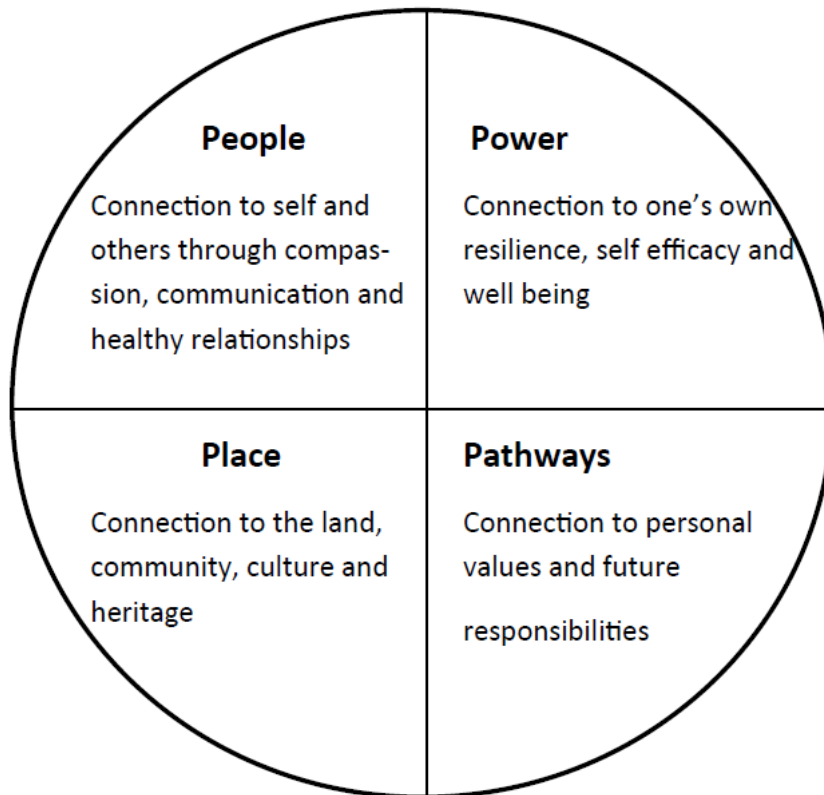 People
Connection to self and
others through compas-
sion, communication and
healthy relationships
Power
Connection to one’s own
resilience, self efficacy and
well being
Place
Connection to the land,
community, culture and
heritage
Pathways
Connection to personal
values and future
responsibilities